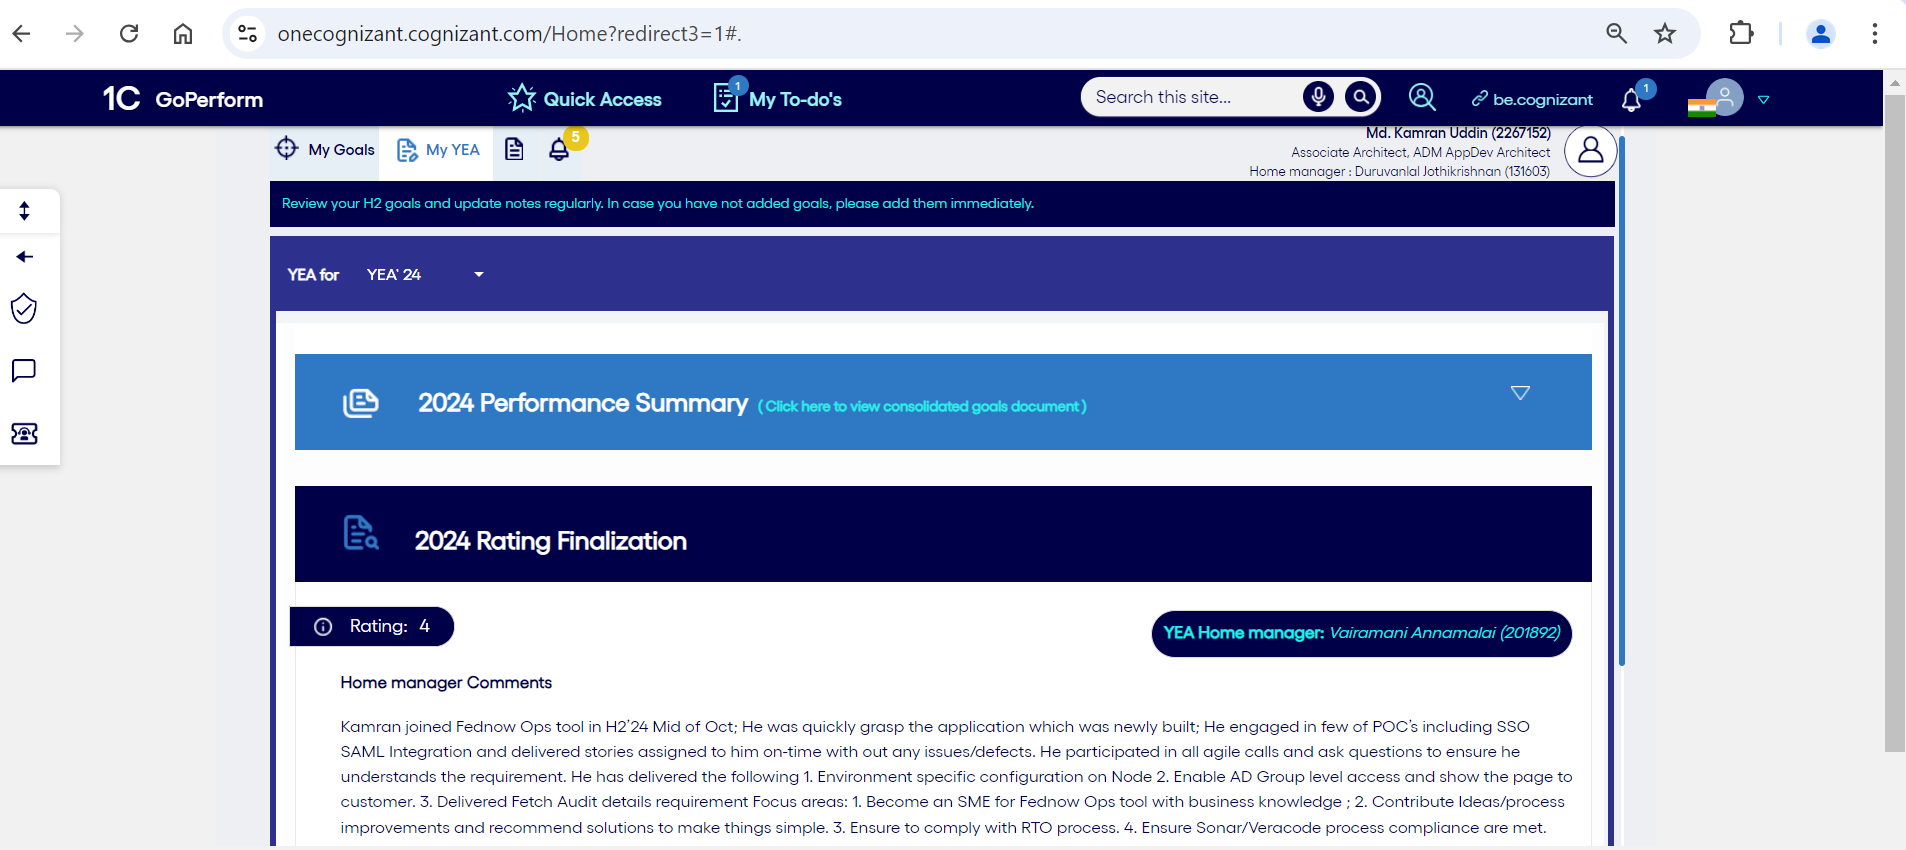 onecognizant.cognizant.com/Home?redirect3=1#.
1C GoPerform
Quick Access
1
My To-do's
Search this site...
be.cognizant
1
My Goals
My YEA
5
Md. Kamran Uddin (2267152)
Associate Architect, ADM AppDev Architect
Home manager : Duruvanlal Jothikrishnan (131603)
Review your H2 goals and update notes regularly. In case you have not added goals, please add them immediately.
YEA for YEA' 24
2024 Performance Summary (Click here to view consolidated goals document)
2024 Rating Finalization
Rating: 4
YEA Home manager: Vairamani Annamalai (201892)
Home manager Comments
Kamran joined Fednow Ops tool in H2'24 Mid of Oct; He was quickly grasp the application which was newly built; He engaged in few of POC's including SSO
SAML Integration and delivered stories assigned to him on-time with out any issues/defects. He participated in all agile calls and ask questions to ensure he
understands the requirement. He has delivered the following 1. Environment specific configuration on Node 2. Enable AD Group level access and show the page to
customer. 3. Delivered Fetch Audit details requirement Focus areas: 1. Become an SME for Fednow Ops tool with business knowledge ; 2. Contribute Ideas/process
improvements and recommend solutions to make things simple. 3. Ensure to comply with RTO process. 4. Ensure Sonar/Veracode process compliance are met.